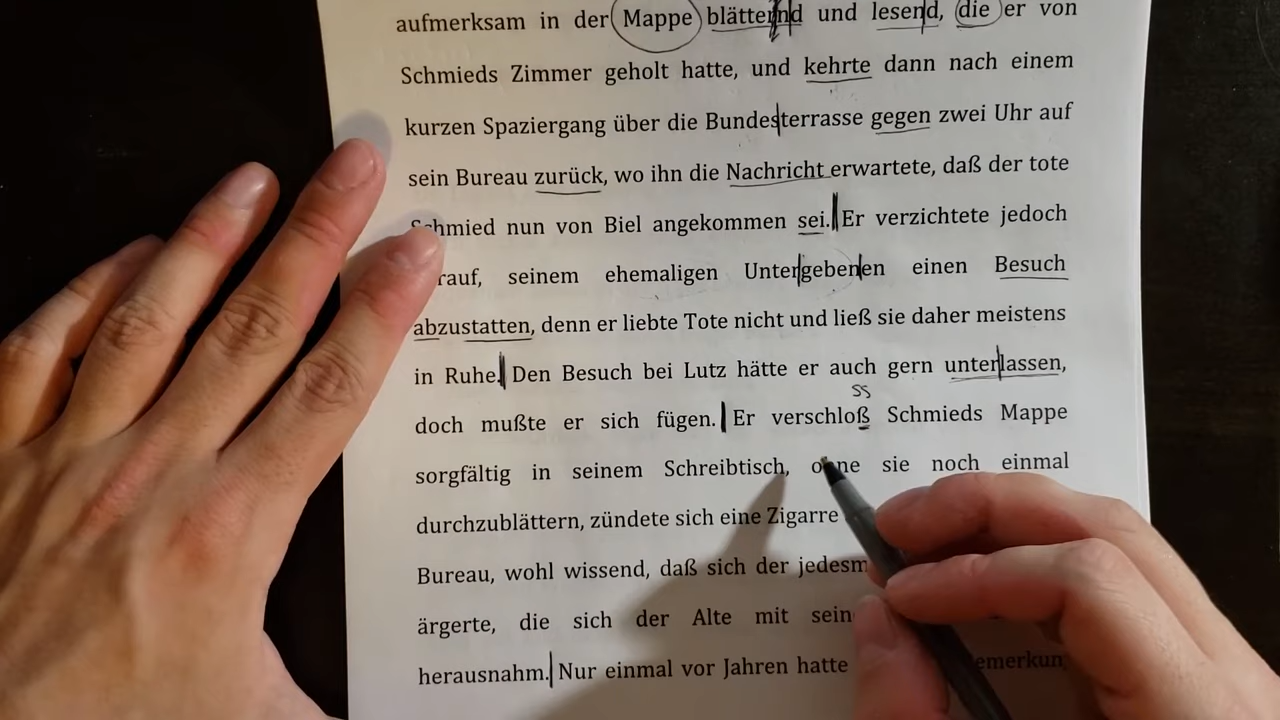 aufmerksam in der Mappe blätternd und lesend, die er von
Schmieds Zimmer geholt hatte, und kehrte dann nach einem
kurzen Spaziergang über die Bundesterrasse gegen zwei Uhr auf
sein Bureau zurück, wo ihn die Nachricht erwartete, daß der tote
Schmied nun von Biel angekommen sei. Er verzichtete jedoch
rauf, seinem ehemaligen Untergebenen einen Besuch
abzustatten, denn er liebte Tote nicht und ließ sie daher meistens
in Ruhe. Den Besuch bei Lutz hätte er auch gern unterlassen,
ss
doch mußte er sich fügen. Er verschloß Schmieds Mappe
sorgfältig in seinem Schreibtisch, ohne sie noch einmal
durchzublättern, zündete sich eine Zigarre
Bureau, wohl wissend, daß sich der jedesm
ärgerte, die sich der Alte mit sein
herausnahm. Nur einmal vor Jahren hatte emerkun